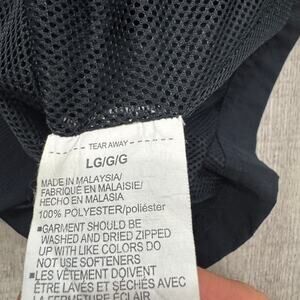 TEAR AWAY
LG/G/G
MADE IN MALAYSIA/
FABRIQUÉ EN MALAISIE/
HECHO EN MALASIA
100% POLYESTER/poliéster
■GARMENT SHOULD BE
WASHED AND DRIED ZIPPED
UP WITH LIKE COLORS DO
NOT USE SOFTENERS
■LES VÊTEMENT DOIVENT
ÊTRE LAVÉS ET SÉCHÉS AVEC
LA FERMETURE ÉCLAIR